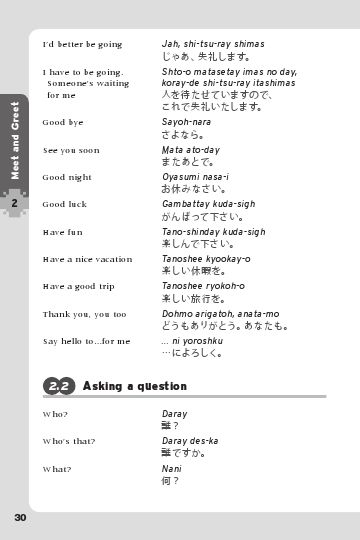 I'd better be going
Jah, shi-tsu-ray shimas
じゃあ、失礼します。
I have to be going.
Someone's waiting
for me
Shto-o matasetay imas no day,
koray-de shi-tsu-ray itashimas
人を待たせていますので、
これで失礼いたします。
Good bye
Sayoh-nara
さよなら。
See you soon
Mata ato-day
またあとで。
Good night
Oyasumi nasa-i
お休みなさい。
Good luck
Gambattay kuda-sigh
がんばって下さい。
Have fun
Tano-shinday kuda-sigh
楽しんで下さい。
Have a nice vacation
Tanoshee kyookay-o
楽しい休暇を。
Have a good trip
Tanoshee ryokoh-o
楽しい旅行を。
Thank you, you too
Dohmo arigatoh, anata-mo
どうもありがとう。あなたも。
Say hello to...for me
... ni yoroshku
…によろしく。
2.2 Asking a question
Who?
Daray
誰？
Who's that?
Daray des-ka
誰ですか。
What?
Nani
何？
Meet and Greet
2
30